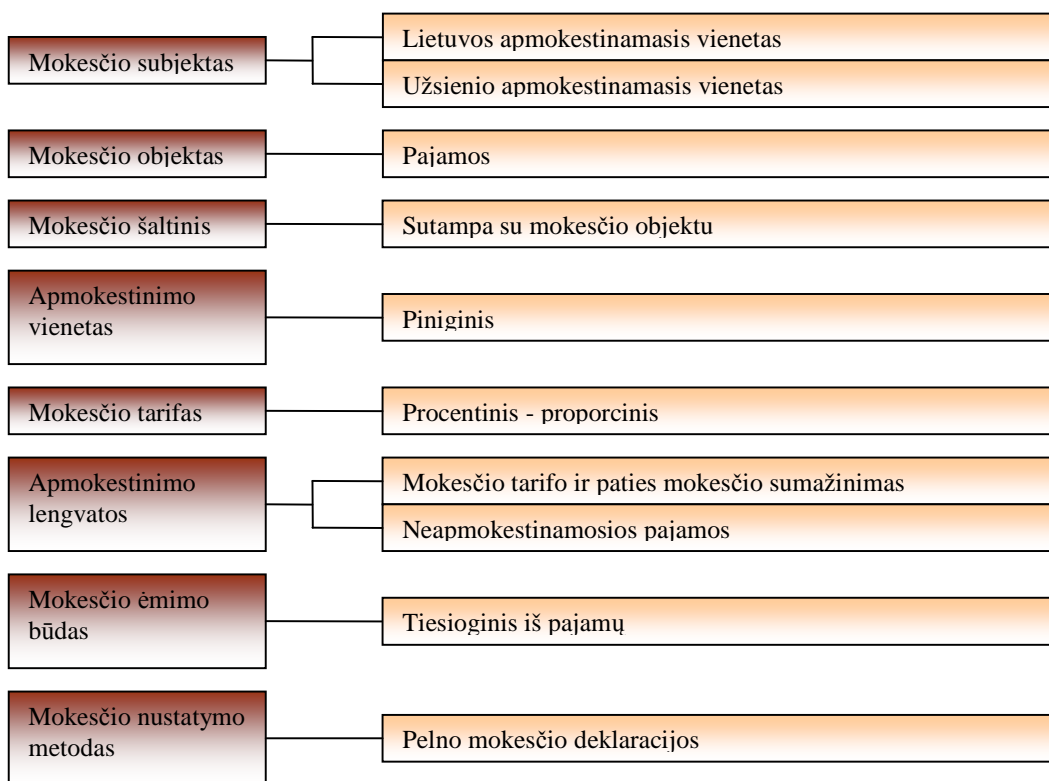 Mokesčio subjektas
Lietuvos apmokestinamasis vienetas
Užsienio apmokestinamasis vienetas
Mokesčio objektas
Pajamos
Mokesčio šaltinis
Sutampa su mokesčio objektu
Apmokestinimo
vienetas
Piniginis
Mokesčio tarifas
Procentinis - proporcinis
Apmokestinimo
lengvatos
Mokesčio tarifo ir paties mokesčio sumažinimas
Neapmokestinamosios pajamos
Mokesčio ėmimo
būdas
Tiesioginis iš pajamų
Mokesčio nustatymo
metodas
Pelno mokesčio deklaracijos